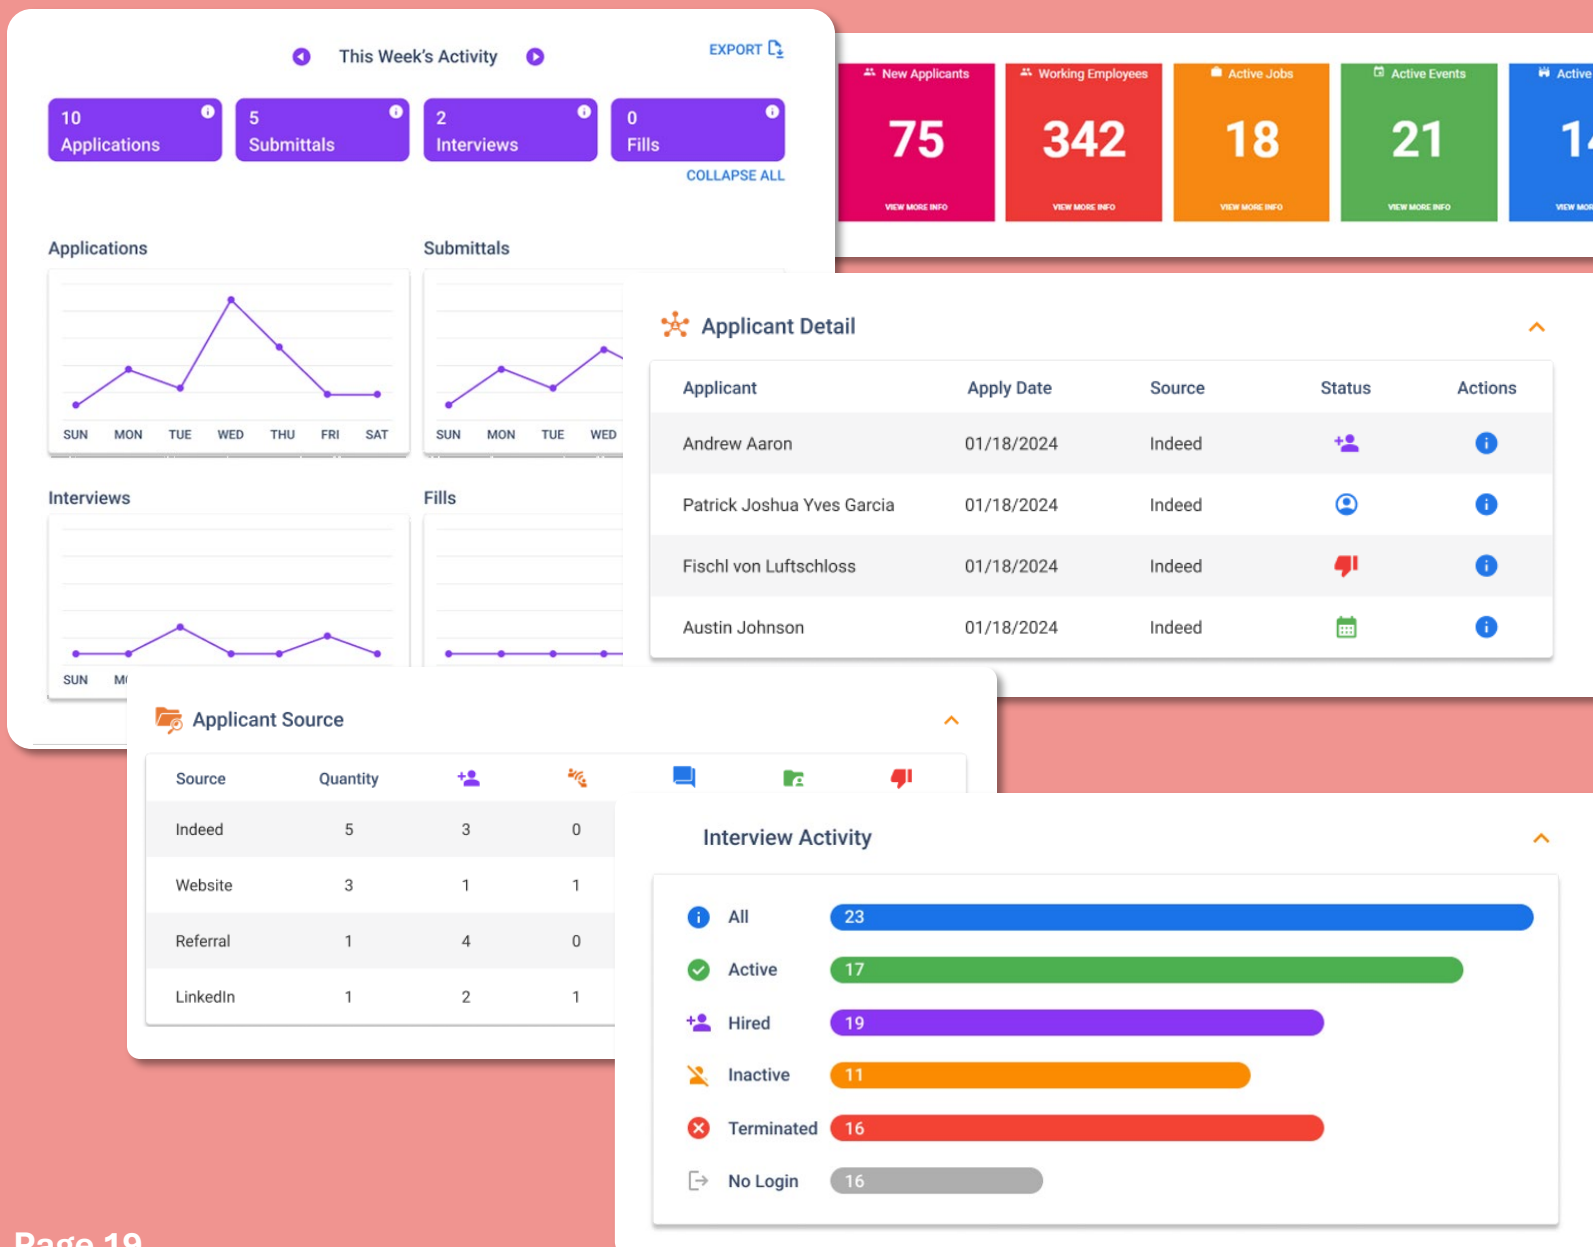 This Week's Activity
EXPORT
10
Applications
5
Submittals
2
Interviews
0
Fills
COLLAPSE ALL
New Applicants
75
VIEW MORE INFO
Working Employees
342
VIEW MORE INFO
Active Jobs
18
VIEW MORE INFO
Active Events
21
VIEW MORE INFO
Active
VIEW
Applications
SUN MON TUE WED THU FRI SAT
Submittals
SUN MON TUE WED
Interviews
SUN
Fills
Applicant Detail
Applicant Apply Date Source Status Actions
Andrew Aaron 01/18/2024 Indeed
Patrick Joshua Yves Garcia 01/18/2024 Indeed
Fischl von Luftschloss 01/18/2024 Indeed
Austin Johnson 01/18/2024 Indeed
Applicant Source
Source Quantity
Indeed 5 3 0
Website 3 1 1
Referral 1 4 0
LinkedIn 1 2 1
Interview Activity
All 23
Active 17
Hired 19
Inactive 11
Terminated 16
No Login 16
Page 19